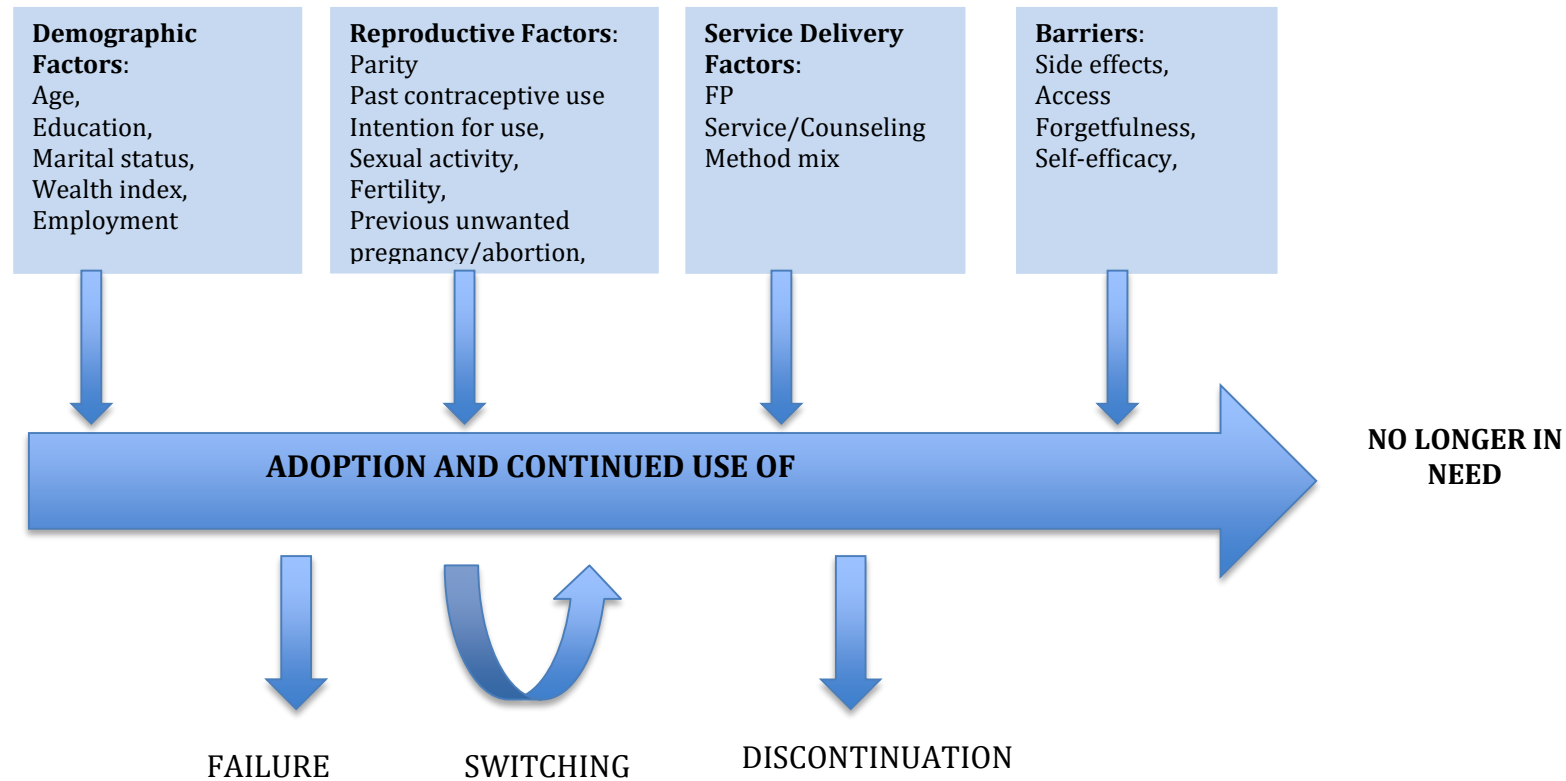 Demographic
Factors:
Age,
Education,
Marital status,
Wealth index,
Employment
Reproductive Factors:
Parity
Past contraceptive use
Intention for use,
Sexual activity,
Fertility,
Previous unwanted
pregnancy/abortion,
Service Delivery
Factors:
FP
Service/Counseling
Method mix
Barriers:
Side effects,
Access
Forgetfulness,
Self-efficacy,
ADOPTION AND CONTINUED USE OF
NO LONGER IN
NEED
FAILURE
SWITCHING
DISCONTINUATION